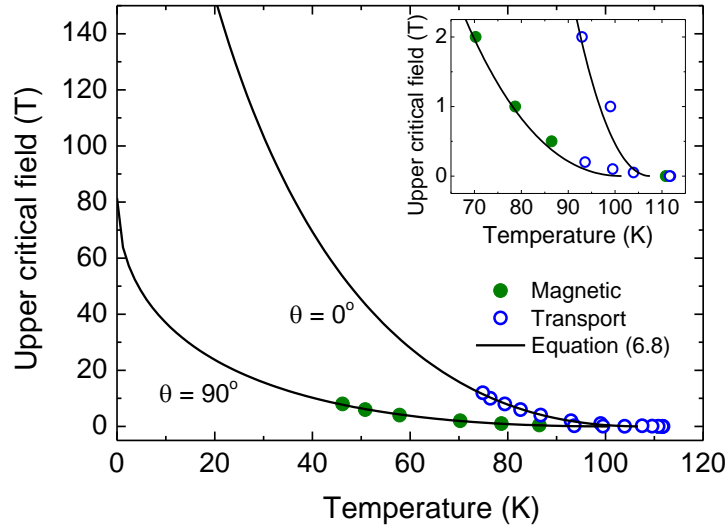 Upper critical field (T)
140
120
100
80
60
40
20
0
0 20 40 60 80 100 120
Temperature (K)
θ = 0°
θ = 90°
Upper critical field (T)
2
1
0
70 80 90 100 110
Temperature (K)
Magnetic
Transport
Equation (6.8)